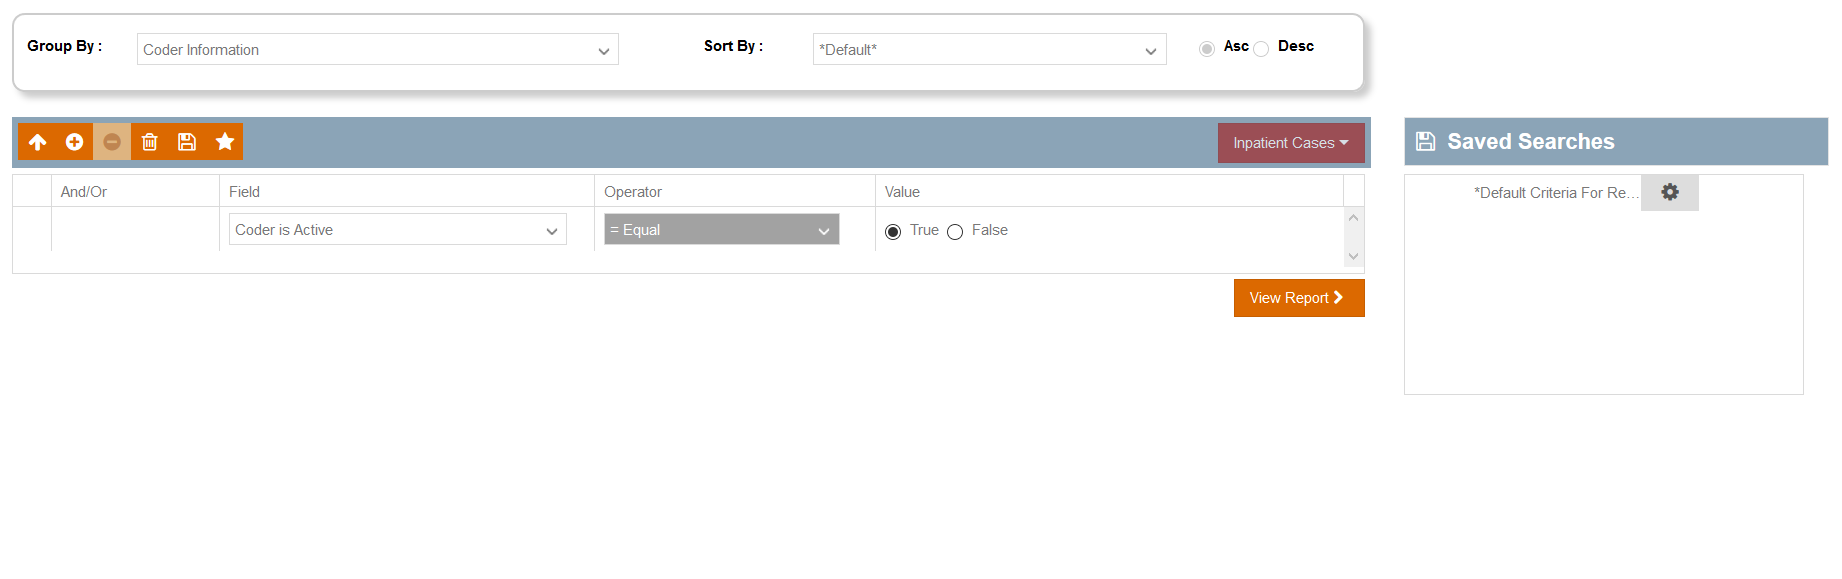 Group By :
Coder Information
Sort By :
*Default*
Asc
Desc
Inpatient Cases
Saved Searches
And/Or
Field
Operator
Value
*Default Criteria For Re...
Coder is Active
= Equal
True
False
View Report